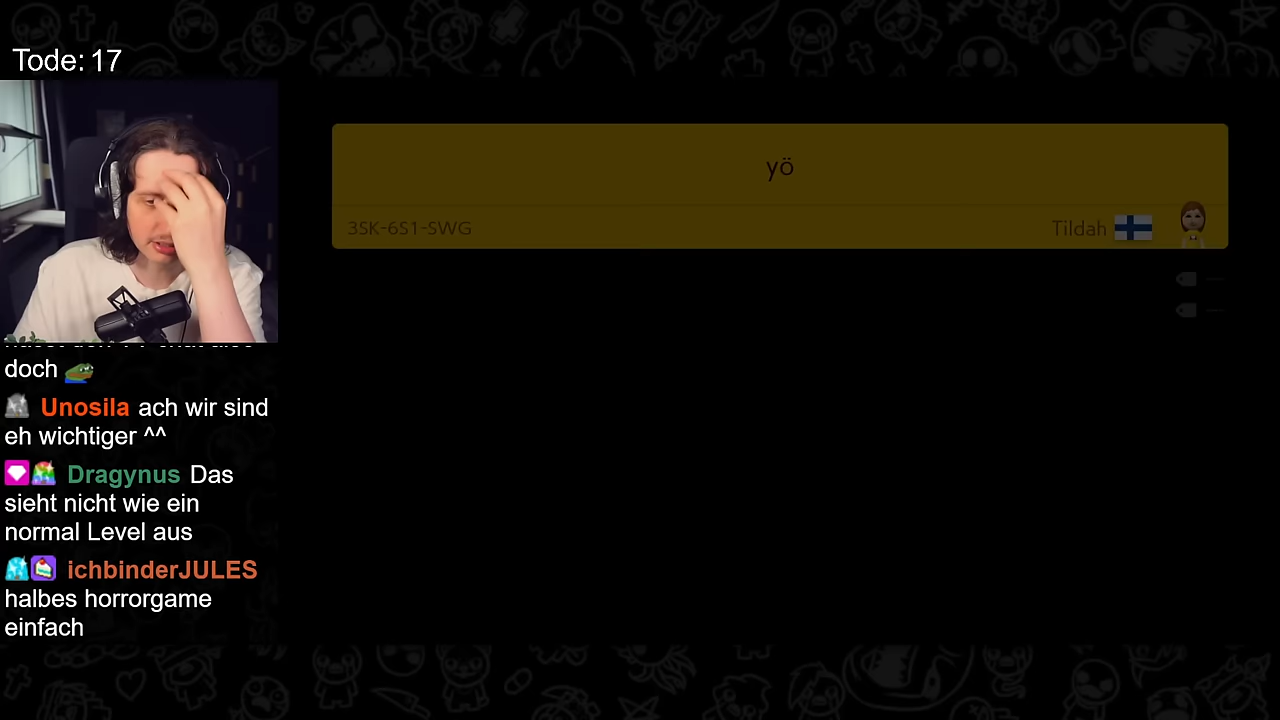 Tode: 17
yö
3SK-6S1-SWG
Tildah
doch
Unosila ach wir sind
eh wichtiger ^^
Dragynus Das
sieht nicht wie ein
normal Level aus
ichbinderJULES
halbes horrorgame
einfach